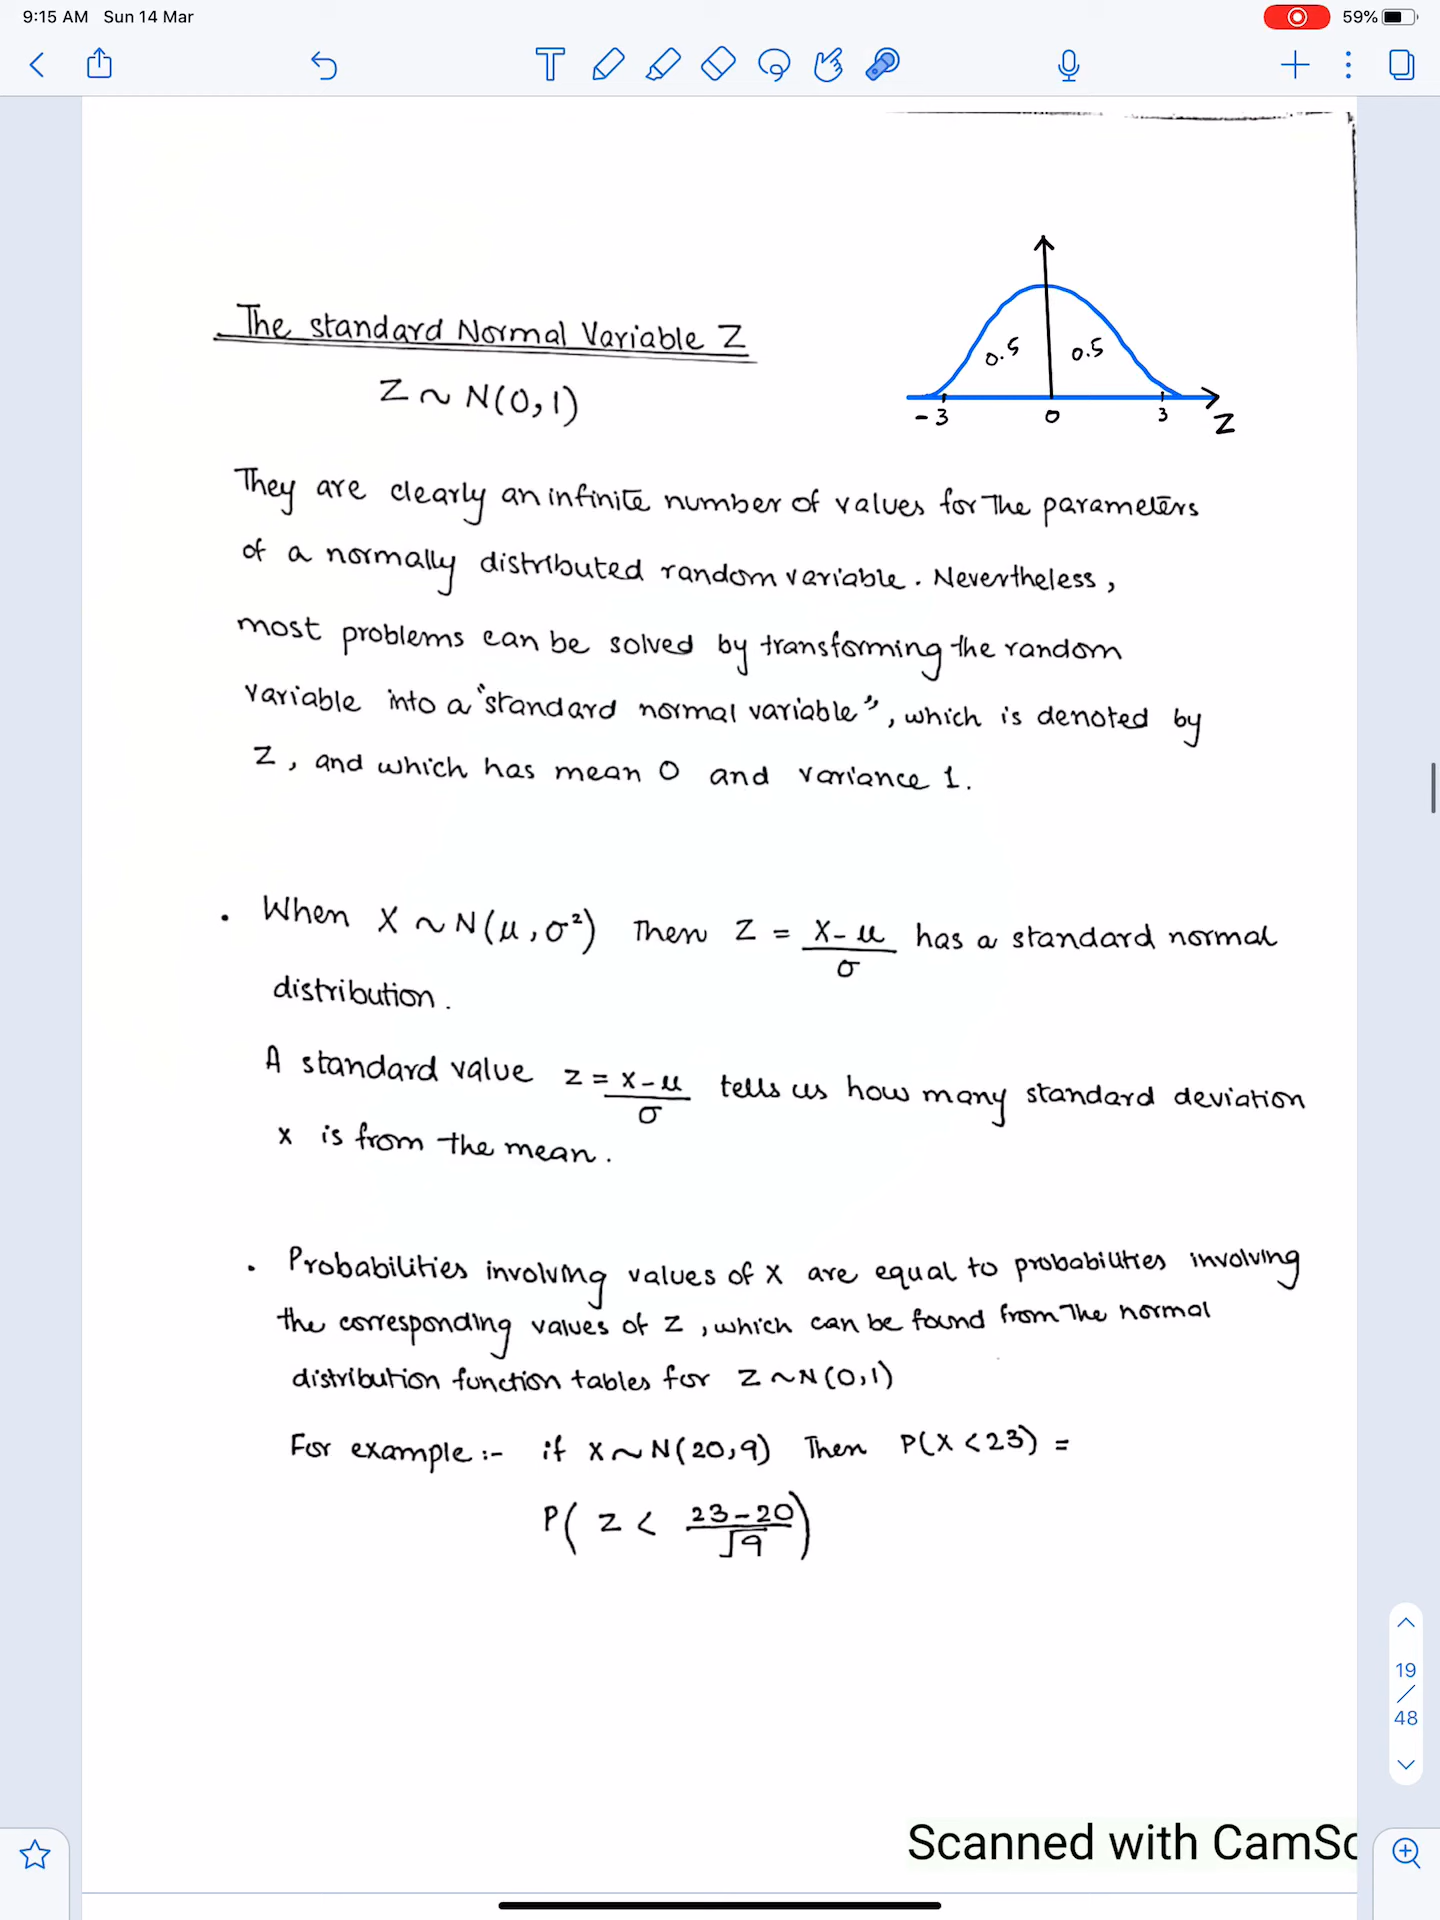 9:15 AM Sun 14 Mar
59%
The standard Normal Variable Z
Z ~ N(0,1)
0.5 0.5
-3 0 3 Z
They are clearly an infinite number of values for the parameters
of a normally distributed random variable. Nevertheless,
most problems can be solved by transforming the random
variable into a "standard normal variable", which is denoted by
Z, and which has mean 0 and variance 1.
. When X ~ N(μ, σ²) Then Z = X-μ/σ has a standard normal
distribution.
A standard value z = x-μ/σ tells us how many standard deviation
x is from the mean.
. Probabilities involving values of X are equal to probabilities involving
the corresponding values of Z, which can be found from the normal
distribution function tables for Z ~ N(0,1)
For example:- if X ~ N(20,9) Then P(X < 23) =
P( Z < 23-20/√9 )
19
/
48
Scanned with CamSc